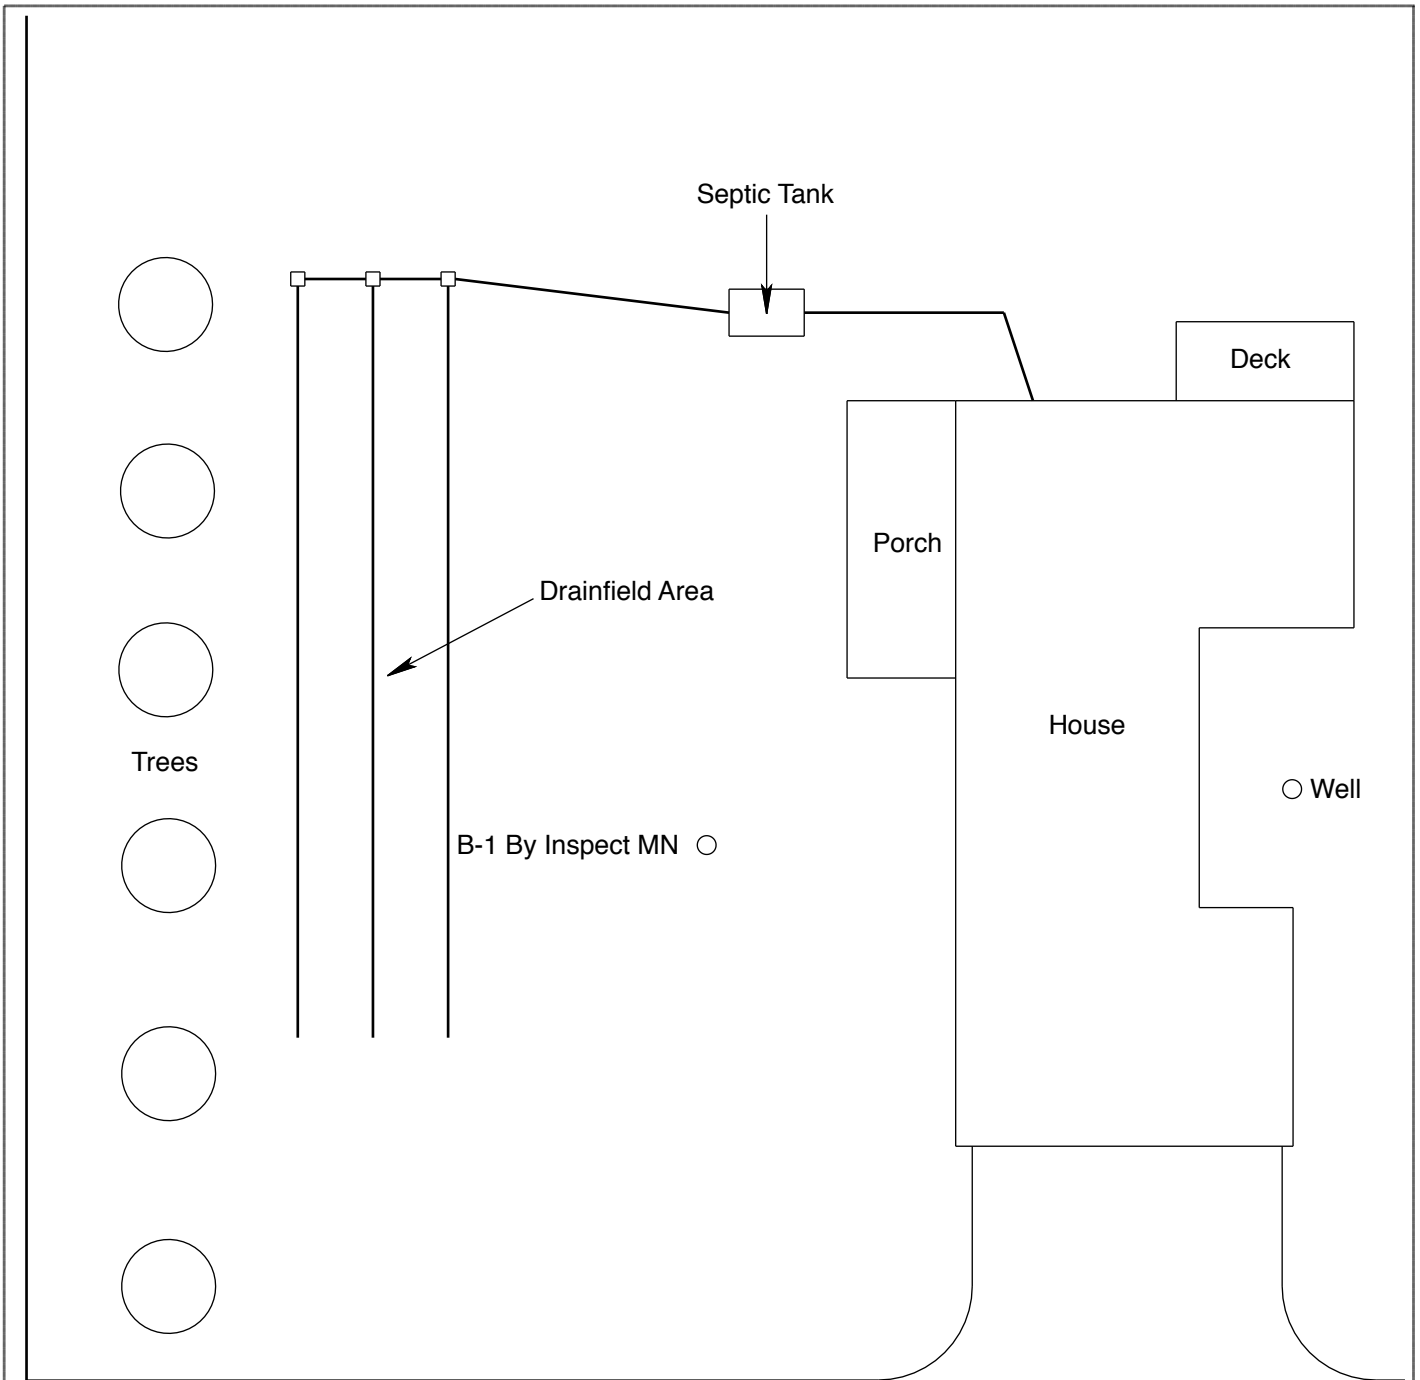 Septic Tank
Deck
Porch
Drainfield Area
House
Trees
Well
B-1 By Inspect MN